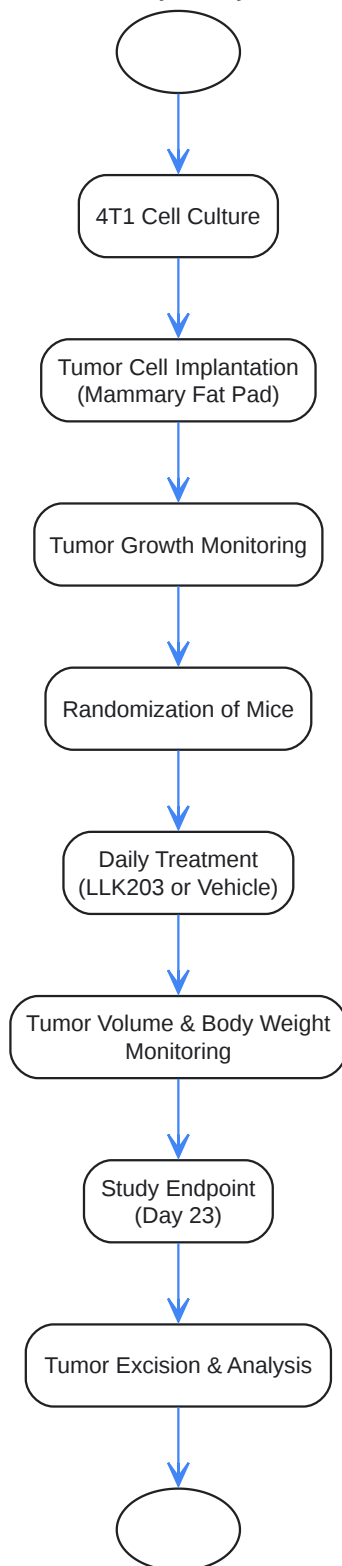 4T1 Cell Culture
Tumor Cell Implantation
(Mammary Fat Pad)
Tumor Growth Monitoring
Randomization of Mice
Daily Treatment
(LLK203 or Vehicle)
Tumor Volume & Body Weight
Monitoring
Study Endpoint
(Day 23)
Tumor Excision & Analysis